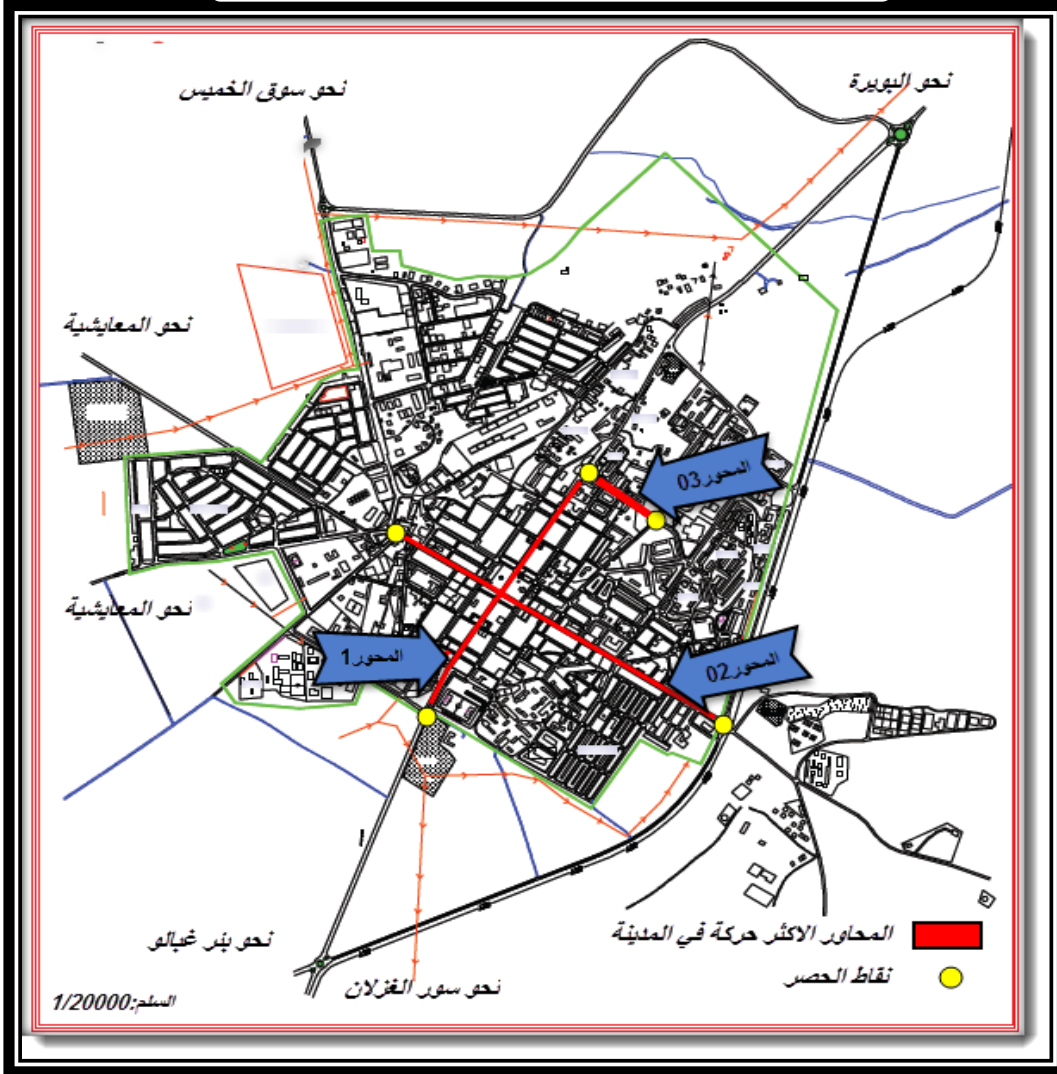 نحو البويرة
نحو سوق الخميس
نحو المعايشية
المحور03
نحو المعايشية
المحور1
المحور02
المحاور الاكثر حركة في المدينة
نحو بئر غبالو
نقاط الحصر
نحو سور الغزلان
السلم:1/20000